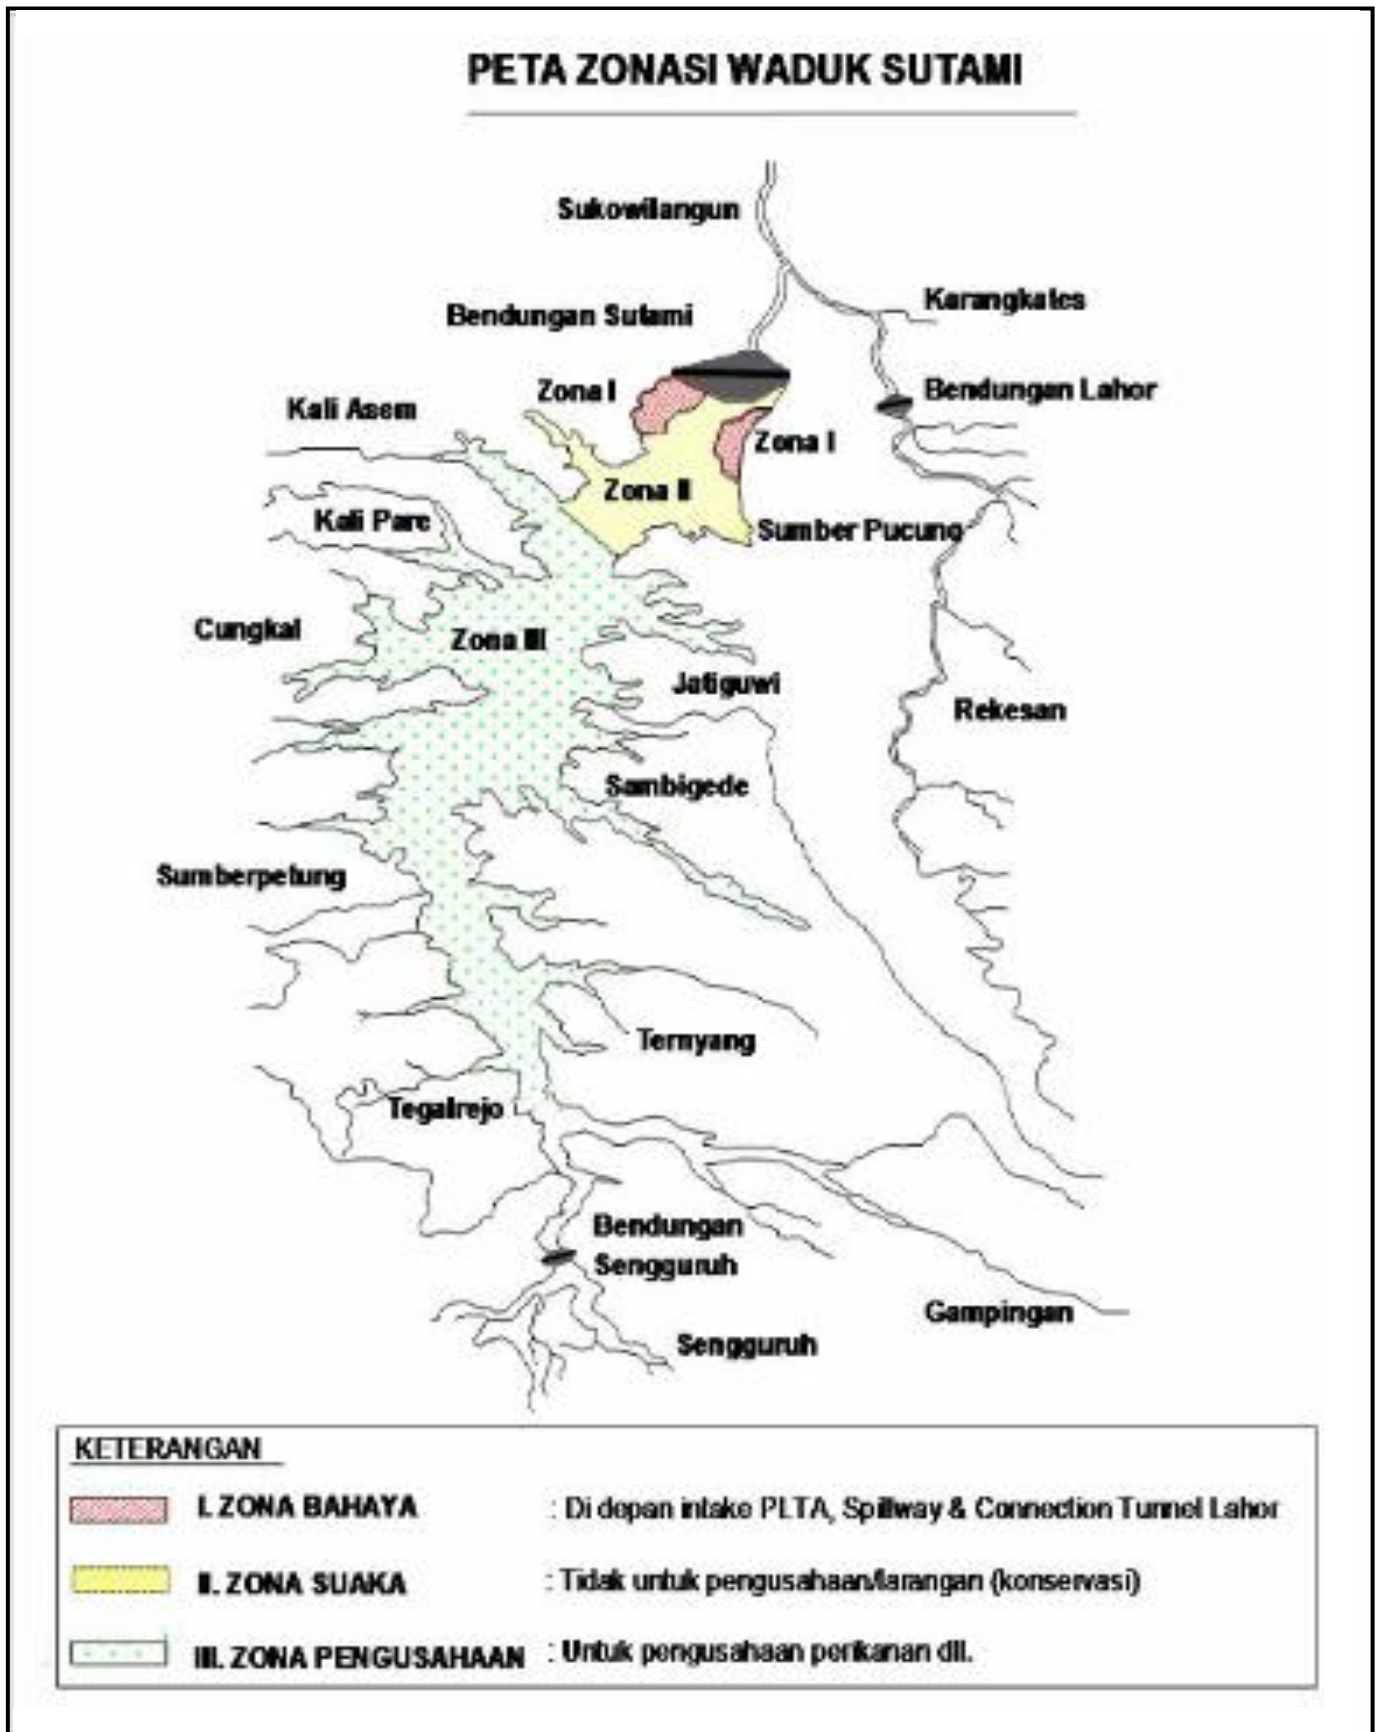 PETA ZONASI WADUK SUTAMI
Sukowilangun
Karangkates
Bendungan Sutami
Zona I
Bendungan Lahor
Kali Asem
Zona I
Zona II
Kali Pare
Sumber Pucung
Cungkal
Zona III
Jatiguwi
Rekesan
Sambigede
Sumberpetung
Ternyang
Tegalrejo
Bendungan
Sengguruh
Gampingan
Sengguruh
KETERANGAN
I. ZONA BAHAYA : Di depan intake PLTA, Spillway & Connection Tunnel Lahor
II. ZONA SUAKA : Tidak untuk pengusahaan/larangan (konservasi)
III. ZONA PENGUSAHAAN : Untuk pengusahaan perikanan dll.